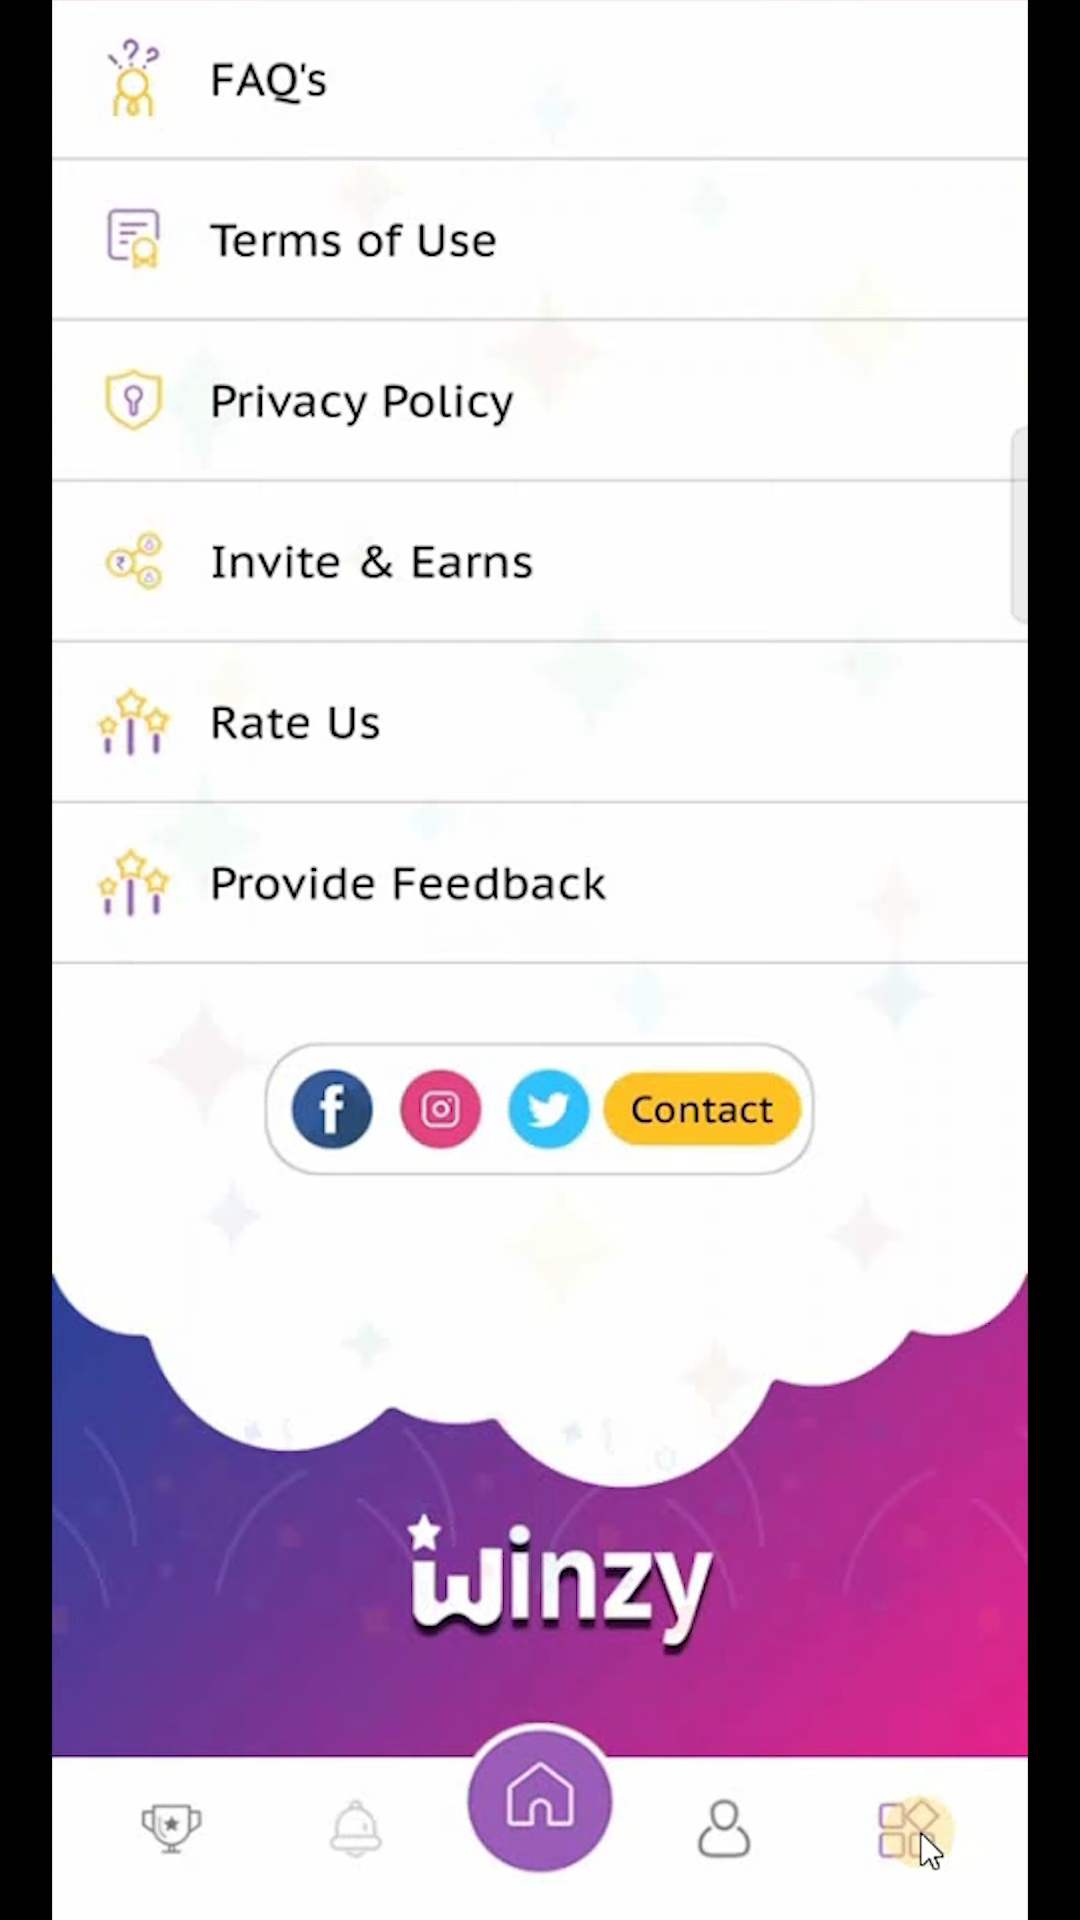 FAQ's
Terms of Use
Privacy Policy
Invite & Earns
Rate Us
Provide Feedback
Contact
winzy